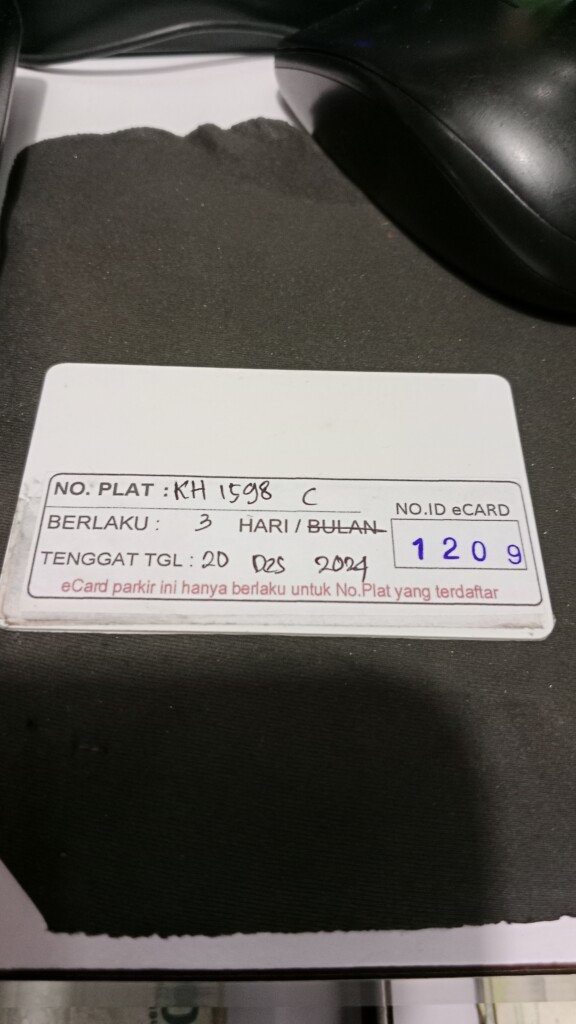 NO. PLAT : KH 1598 C
BERLAKU : 3 HARI / BULAN
TENGGAT TGL : 20 DES 2024
NO.ID eCARD
1209
eCard parkir ini hanya berlaku untuk No.Plat yang terdaftar